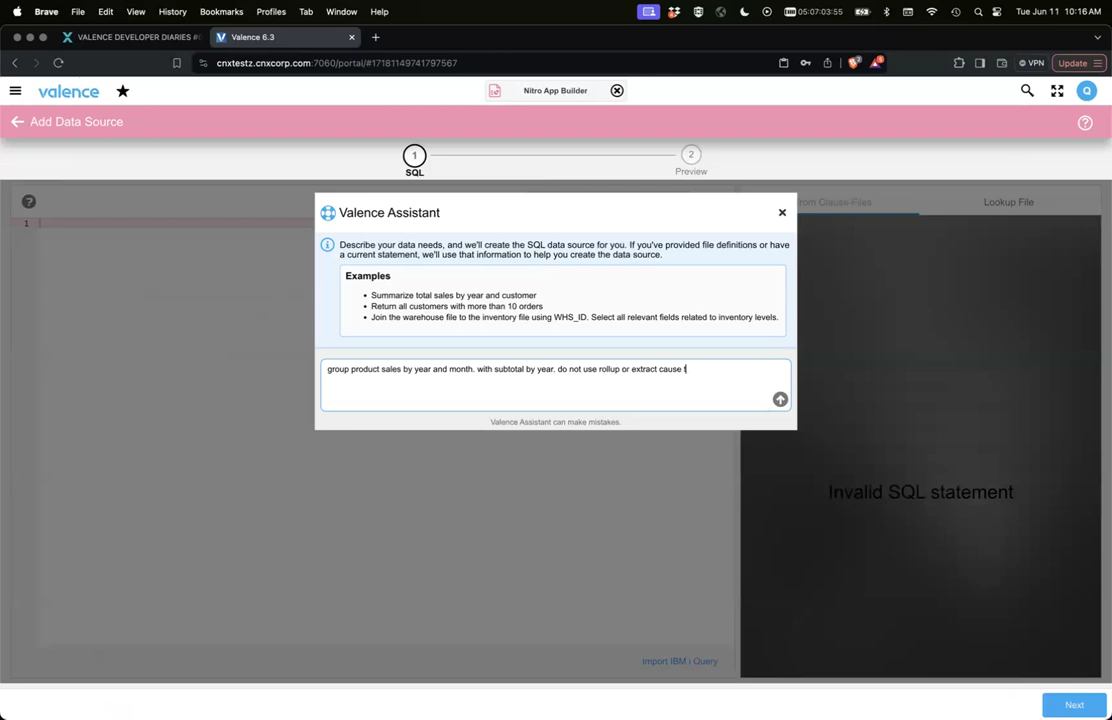 Brave File Edit View History Bookmarks Profiles Tab Window Help 05:07:03:55 Tue Jun 11 10:16 AM
VALENCE DEVELOPER DIARIES Valence 6.3
cnxtestz.cnxcorp.com:7060/portal/#17181149741797567 VPN Update
valence Nitro App Builder Q
Add Data Source
1 2
SQL Preview
Valence Assistant
rom Clause-Files Lookup File
1
Describe your data needs, and we'll create the SQL data source for you. If you've provided file definitions or have
a current statement, we'll use that information to help you create the data source.
Examples
• Summarize total sales by year and customer
• Return all customers with more than 10 orders
• Join the warehouse file to the inventory file using WHS_ID. Select all relevant fields related to inventory levels.
group product sales by year and month. with subtotal by year. do not use rollup or extract cause t
Valence Assistant can make mistakes.
Invalid SQL statement
Import IBM i Query
Next